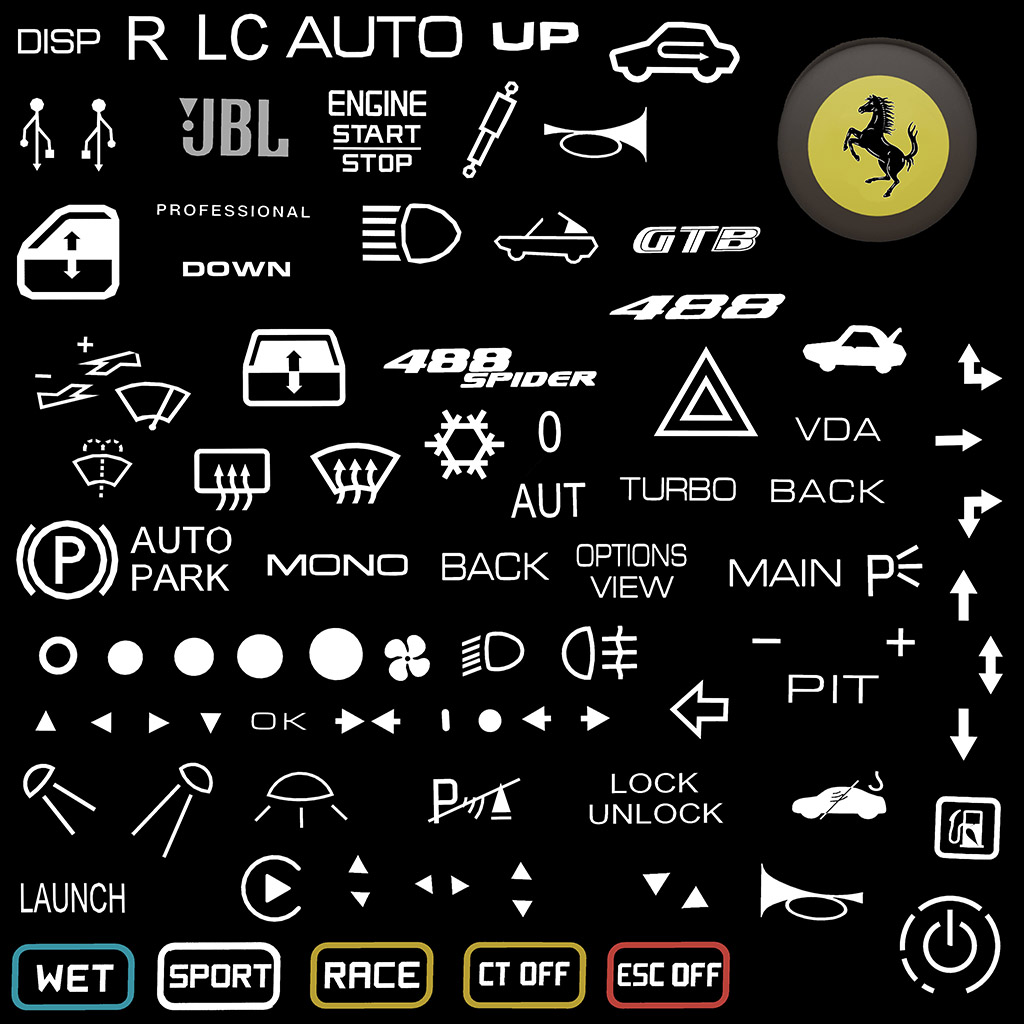 DISP R LC AUTO UP
JBL
ENGINE
START
STOP
PROFESSIONAL
DOWN
GTB
488
488
SPIDER
0
VDA
AUT
TURBO
BACK
P
AUTO
PARK
MONO
BACK
OPTIONS
VIEW
MAIN
P
- +
PIT
OK
P
LOCK
UNLOCK
LAUNCH
WET
SPORT
RACE
CT OFF
ESC OFF